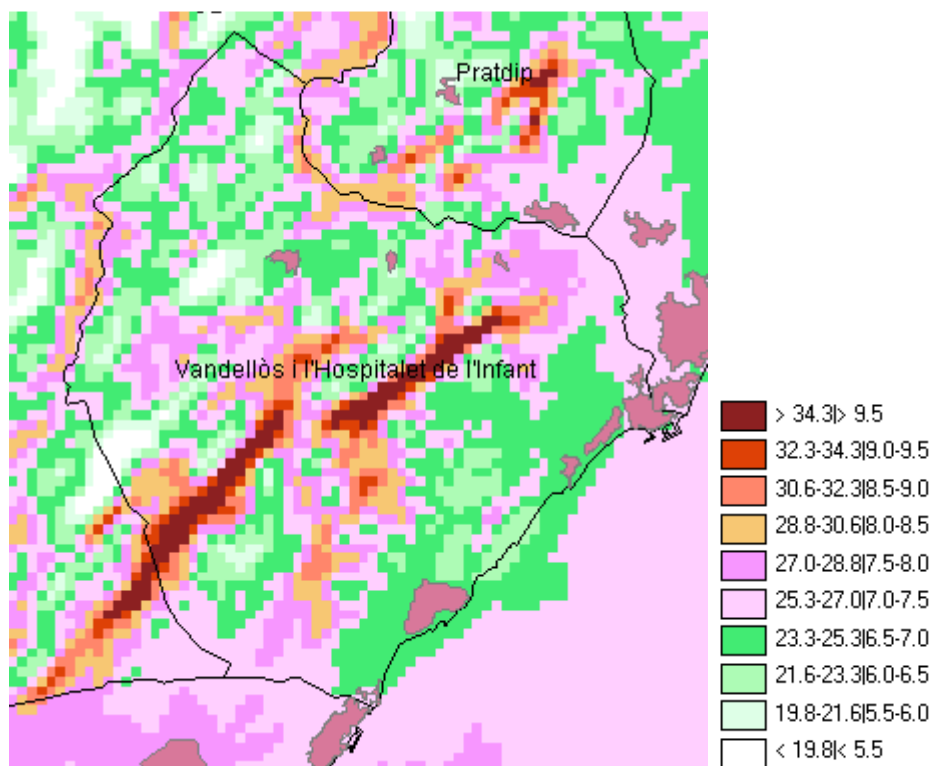 Pratdip
Vandellòs i l'Hospitalet de l'Infant
> 34.3|> 9.5
32.3-34.3|9.0-9.5
30.6-32.3|8.5-9.0
28.8-30.6|8.0-8.5
27.0-28.8|7.5-8.0
25.3-27.0|7.0-7.5
23.3-25.3|6.5-7.0
21.6-23.3|6.0-6.5
19.8-21.6|5.5-6.0
< 19.8|< 5.5